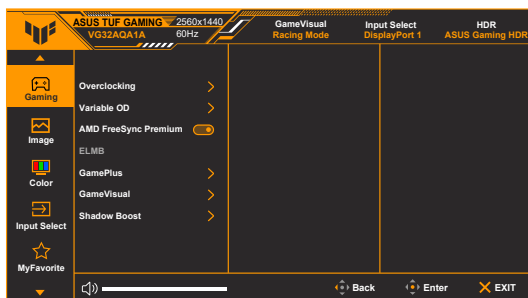 ASUS TUF GAMING 2560x1440
VG32AQA1A 60Hz
GameVisual
Racing Mode
Input Select
DisplayPort 1
HDR
ASUS Gaming HDR
Gaming
Image
Color
Input Select
MyFavorite
Overclocking
Variable OD
AMD FreeSync Premium
ELMB
GamePlus
GameVisual
Shadow Boost
Back
Enter
EXIT